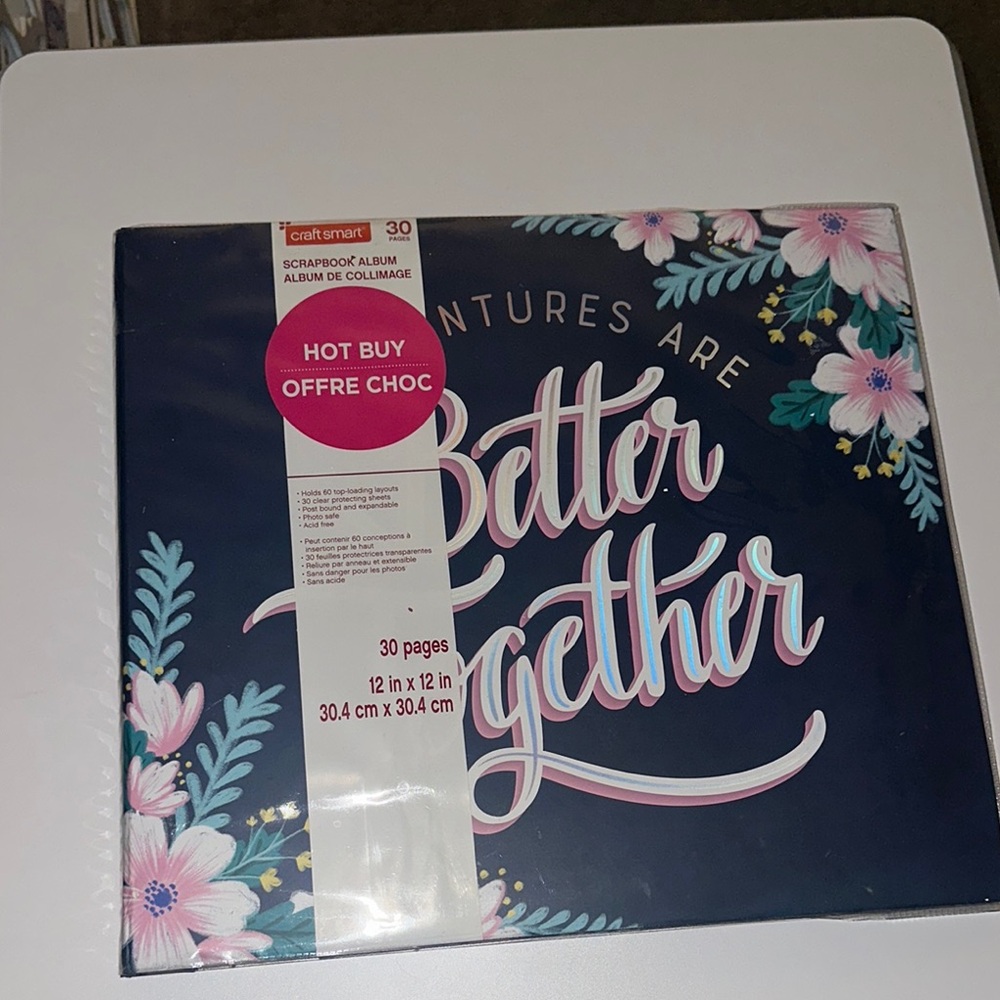 craft smart
30
PAGES
SCRAPBOOK ALBUM
ALBUM DE COLLIMAGE
HOT BUY
OFFRE CHOC
• Holds 60 top-loading layouts
• 30 clear protecting sheets
• Post bound and expandable
• Photo safe
• Acid free
• Peut contenir 60 conceptions à
insertion par le haut
• 30 feuilles protectrices transparentes
• Reliure par anneau et extensible
• Sans danger pour les photos
• Sans acide
30 pages
12 in x 12 in
30.4 cm x 30.4 cm
NTURES ARE
Better
ogether